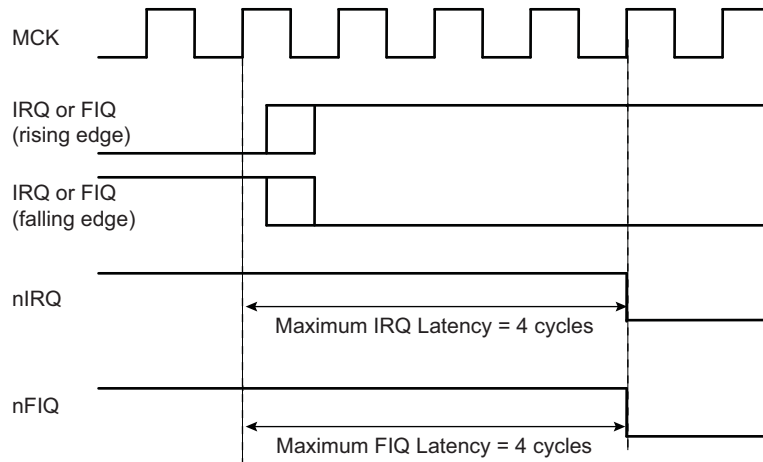 MCK
IRQ or FIQ
(rising edge)
IRQ or FIQ
(falling edge)
nIRQ
Maximum IRQ Latency = 4 cycles
nFIQ
Maximum FIQ Latency = 4 cycles